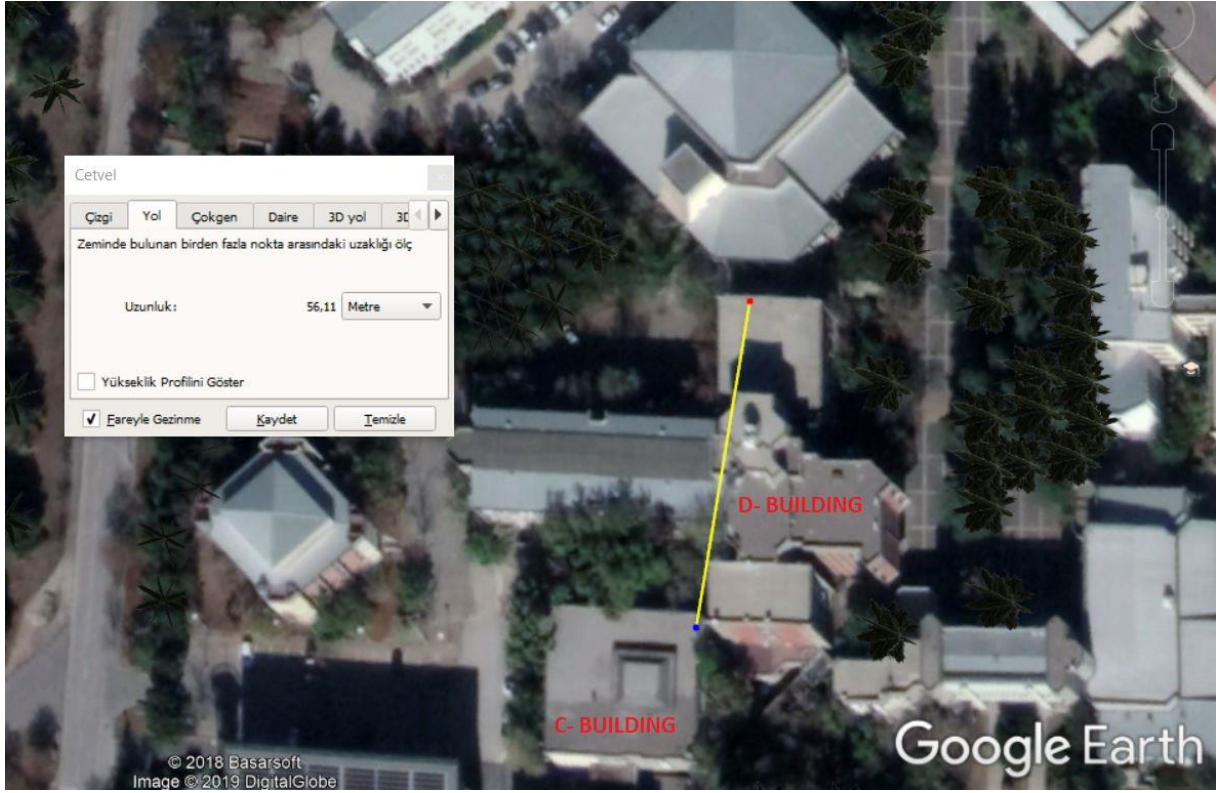 Cetvel
Çizgi Yol Çokgen Daire 3D yol 3D
Zeminde bulunan birden fazla nokta arasındaki uzaklığı ölç
Uzunluk: 56,11 Metre
Yükseklik Profilini Göster
Fareyle Gezinme Kaydet Temizle
D- BUILDING
C- BUILDING
Google Earth
© 2018 Basarsoft
Image © 2019 DigitalGlobe